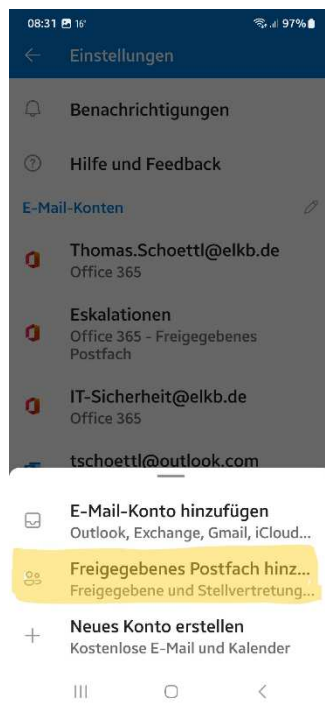 08:31 16°
97%
Einstellungen
Benachrichtigungen
Hilfe und Feedback
E-Mail-Konten
Thomas.Schoettl@elkb.de
Office 365
Eskalationen
Office 365 - Freigegebenes
Postfach
IT-Sicherheit@elkb.de
Office 365
tschoettl@outlook.com
E-Mail-Konto hinzufügen
Outlook, Exchange, Gmail, iCloud...
Freigegebenes Postfach hinz...
Freigegebene und Stellvertretung...
Neues Konto erstellen
Kostenlose E-Mail und Kalender